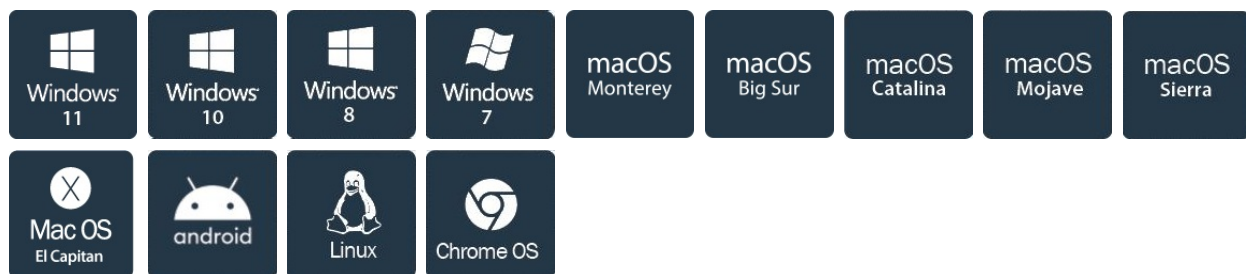 Windows
11
Windows
10
Windows
8
Windows
7
macOS
Monterey
macOS
Big Sur
macOS
Catalina
macOS
Mojave
macOS
Sierra
X
Mac OS
El Capitan
android
Linux
Chrome OS